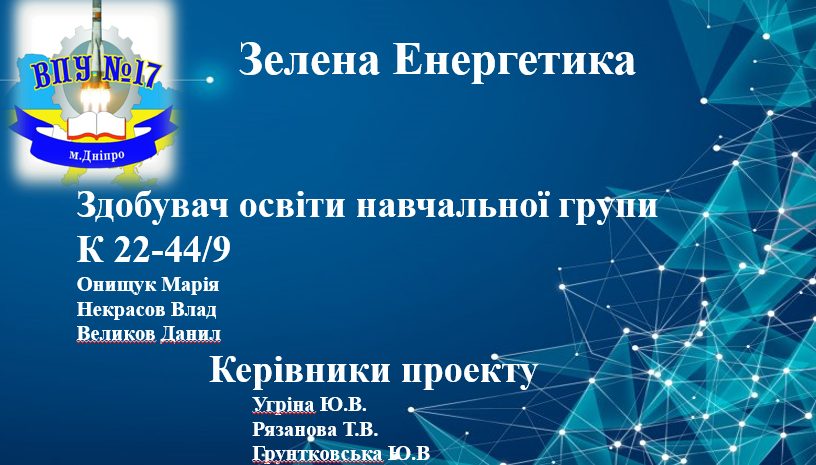 ВПУ №17
м.Дніпро
Зелена Енергетика
Здобувач освіти навчальної групи
К 22-44/9
Онищук Марія
Некрасов Влад
Великов Данил
Керівники проекту
Угріна Ю.В.
Рязанова Т.В.
Грунтковська Ю.В